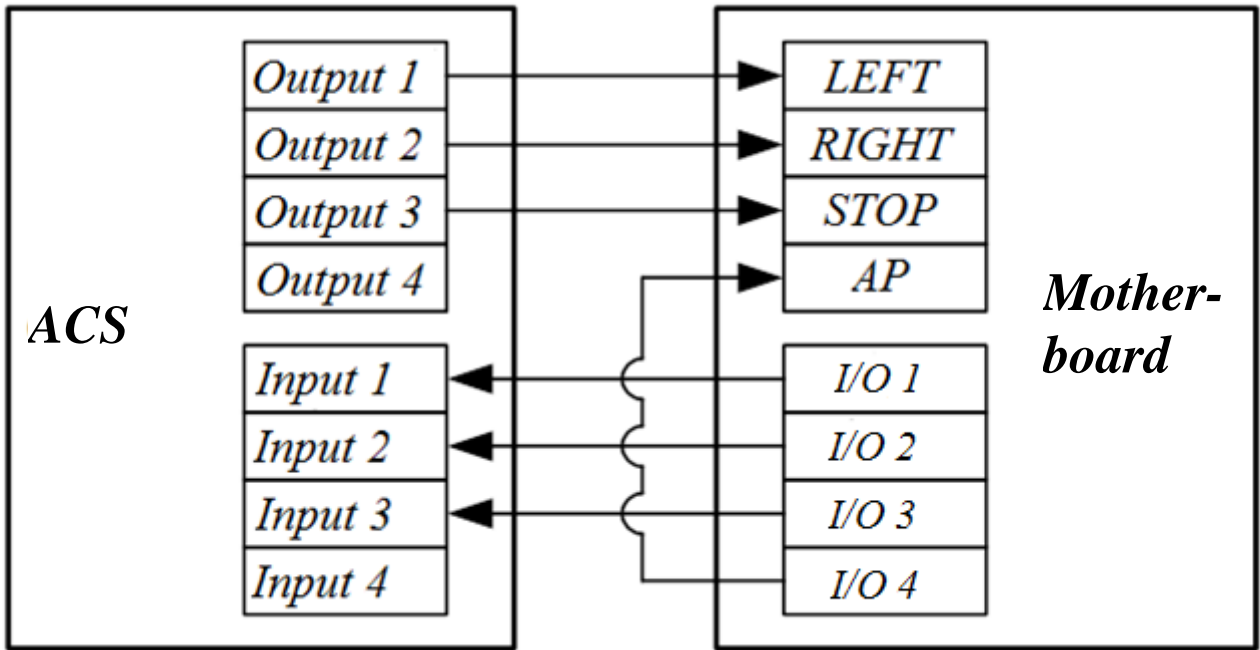 ACS
Output 1
Output 2
Output 3
Output 4
Input 1
Input 2
Input 3
Input 4
LEFT
RIGHT
STOP
AP
I/O 1
I/O 2
I/O 3
I/O 4
Mother-
board